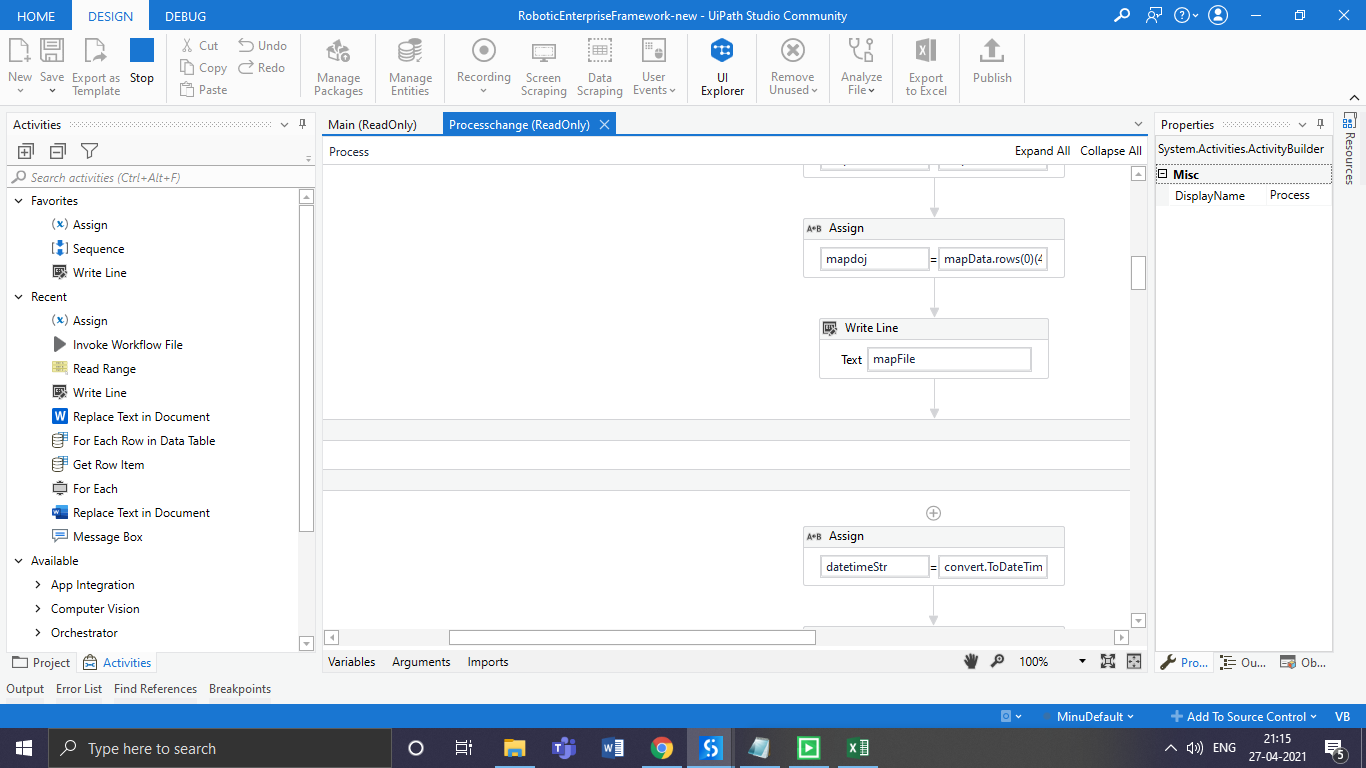 HOME DESIGN DEBUG RoboticEnterpriseFramework-new - UiPath Studio Community
New Save Export as Template Stop
Cut Undo
Copy Redo
Paste
Manage Packages
Manage Entities
Recording
Screen Scraping
Data Scraping
User Events
UI Explorer
Remove Unused
Analyze File
Export to Excel
Publish
Activities
Search activities (Ctrl+Alt+F)
Favorites
Assign
Sequence
Write Line
Recent
Assign
Invoke Workflow File
Read Range
Write Line
Replace Text in Document
For Each Row in Data Table
Get Row Item
For Each
Replace Text in Document
Message Box
Available
App Integration
Computer Vision
Orchestrator
Project Activities
Main (ReadOnly) Processchange (ReadOnly)
Process Expand All Collapse All
A+B Assign
mapdoj = mapData.rows(0)(4
Write Line
Text mapFile
A+B Assign
datetimeStr = convert.ToDateTim
Variables Arguments Imports 100%
Properties
System.Activities.ActivityBuilder
Misc
DisplayName Process
Pro... Ou... Ob...
Resources
Output Error List Find References Breakpoints
MinuDefault Add To Source Control VB
Type here to search
ENG
21:15
27-04-2021
5